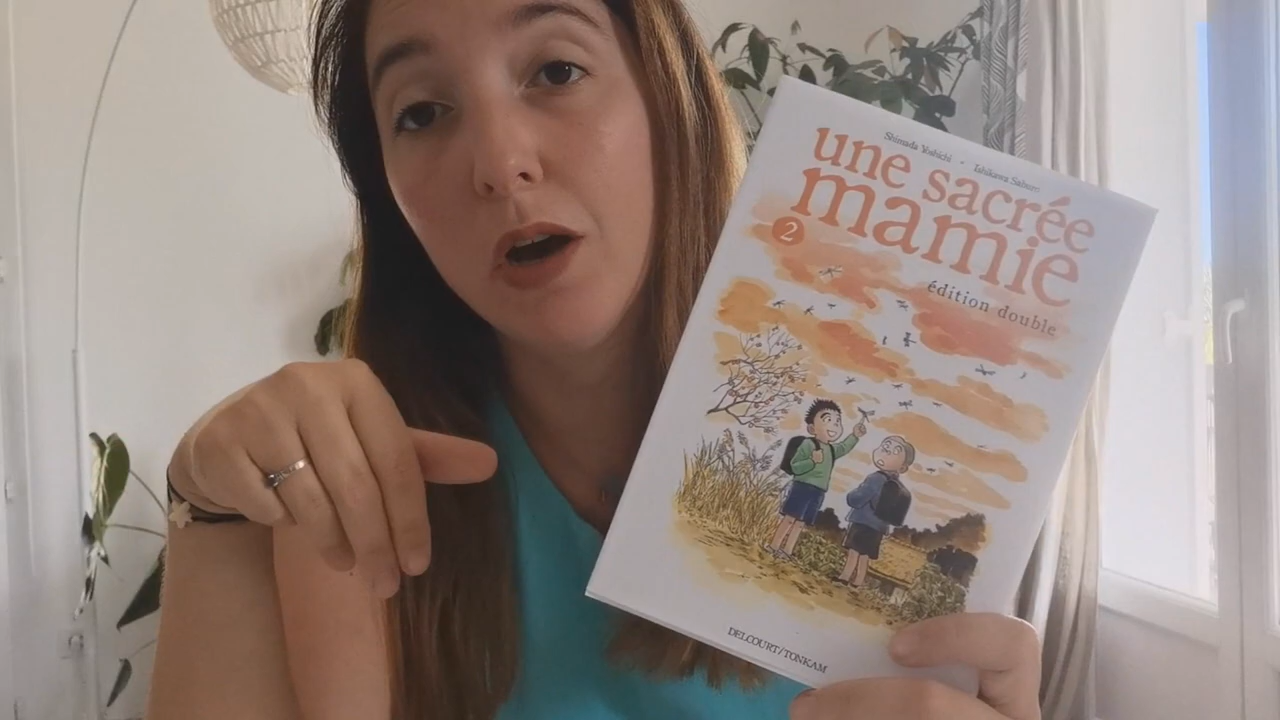 Shimada Yoshichi • Ishikawa Saburo
une sacrée
mamie
2
édition double
DELCOURT/TONKAM